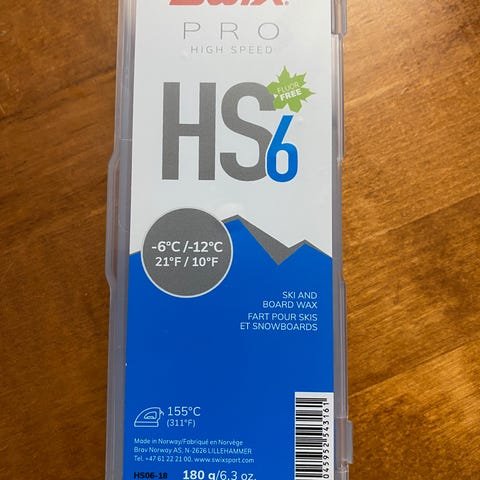 Swix
PRO
HIGH SPEED
FLUOR
FREE
HS6
-6°C /-12°C
21°F / 10°F
SKI AND
BOARD WAX
FART POUR SKIS
ET SNOWBOARDS
155°C
(311°F)
Made in Norway/Fabriqué en Norvège
Brav Norway AS, N-2626 LILLEHAMMER
Tel. +47 61 22 21 00. www.swixsport.com
HS06-18 180 g/6.3 oz.
045952543161